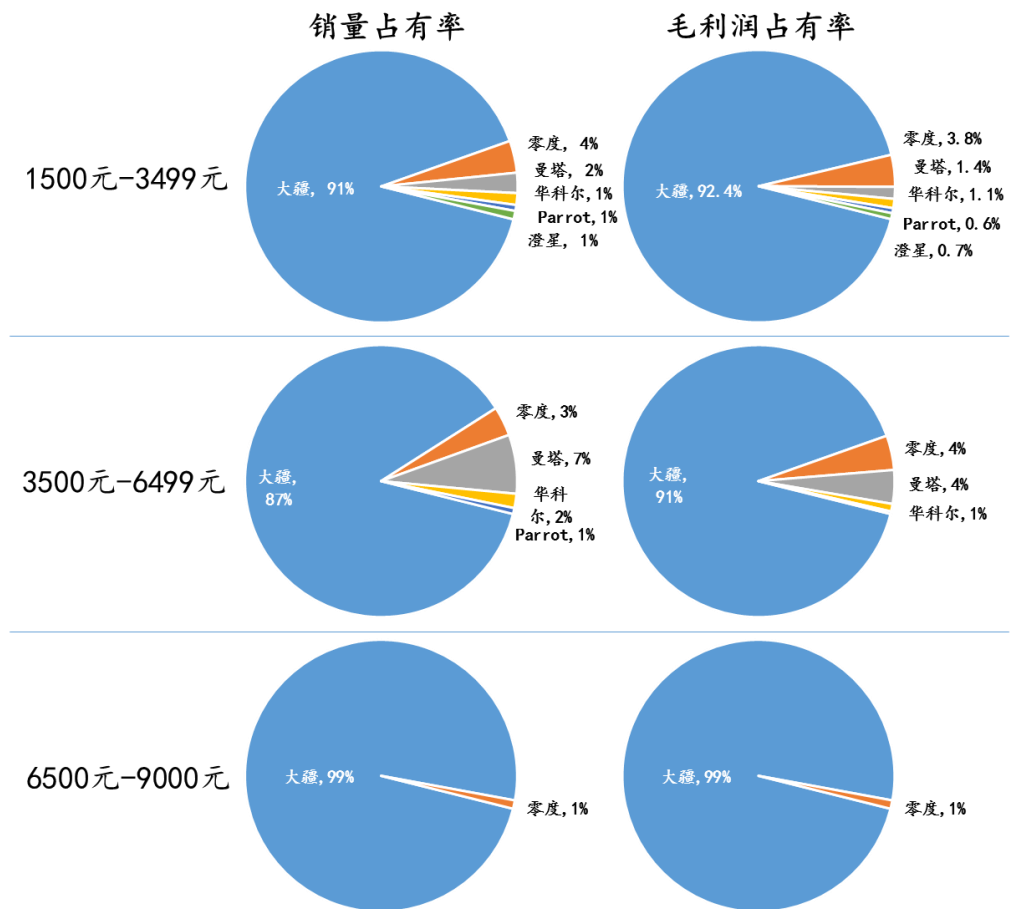 销量占有率
毛利润占有率
1500元-3499元
大疆, 91%
零度, 4%
曼塔, 2%
华科尔,1%
Parrot,1%
澄星, 1%
大疆,92.4%
零度,3.8%
曼塔,1.4%
华科尔,1.1%
Parrot,0.6%
澄星,0.7%
3500元-6499元
大疆,
87%
零度,3%
曼塔,7%
华科
尔,2%
Parrot,1%
大疆,
91%
零度,4%
曼塔,4%
华科尔,1%
6500元-9000元
大疆,99%
零度,1%
大疆,99%
零度,1%